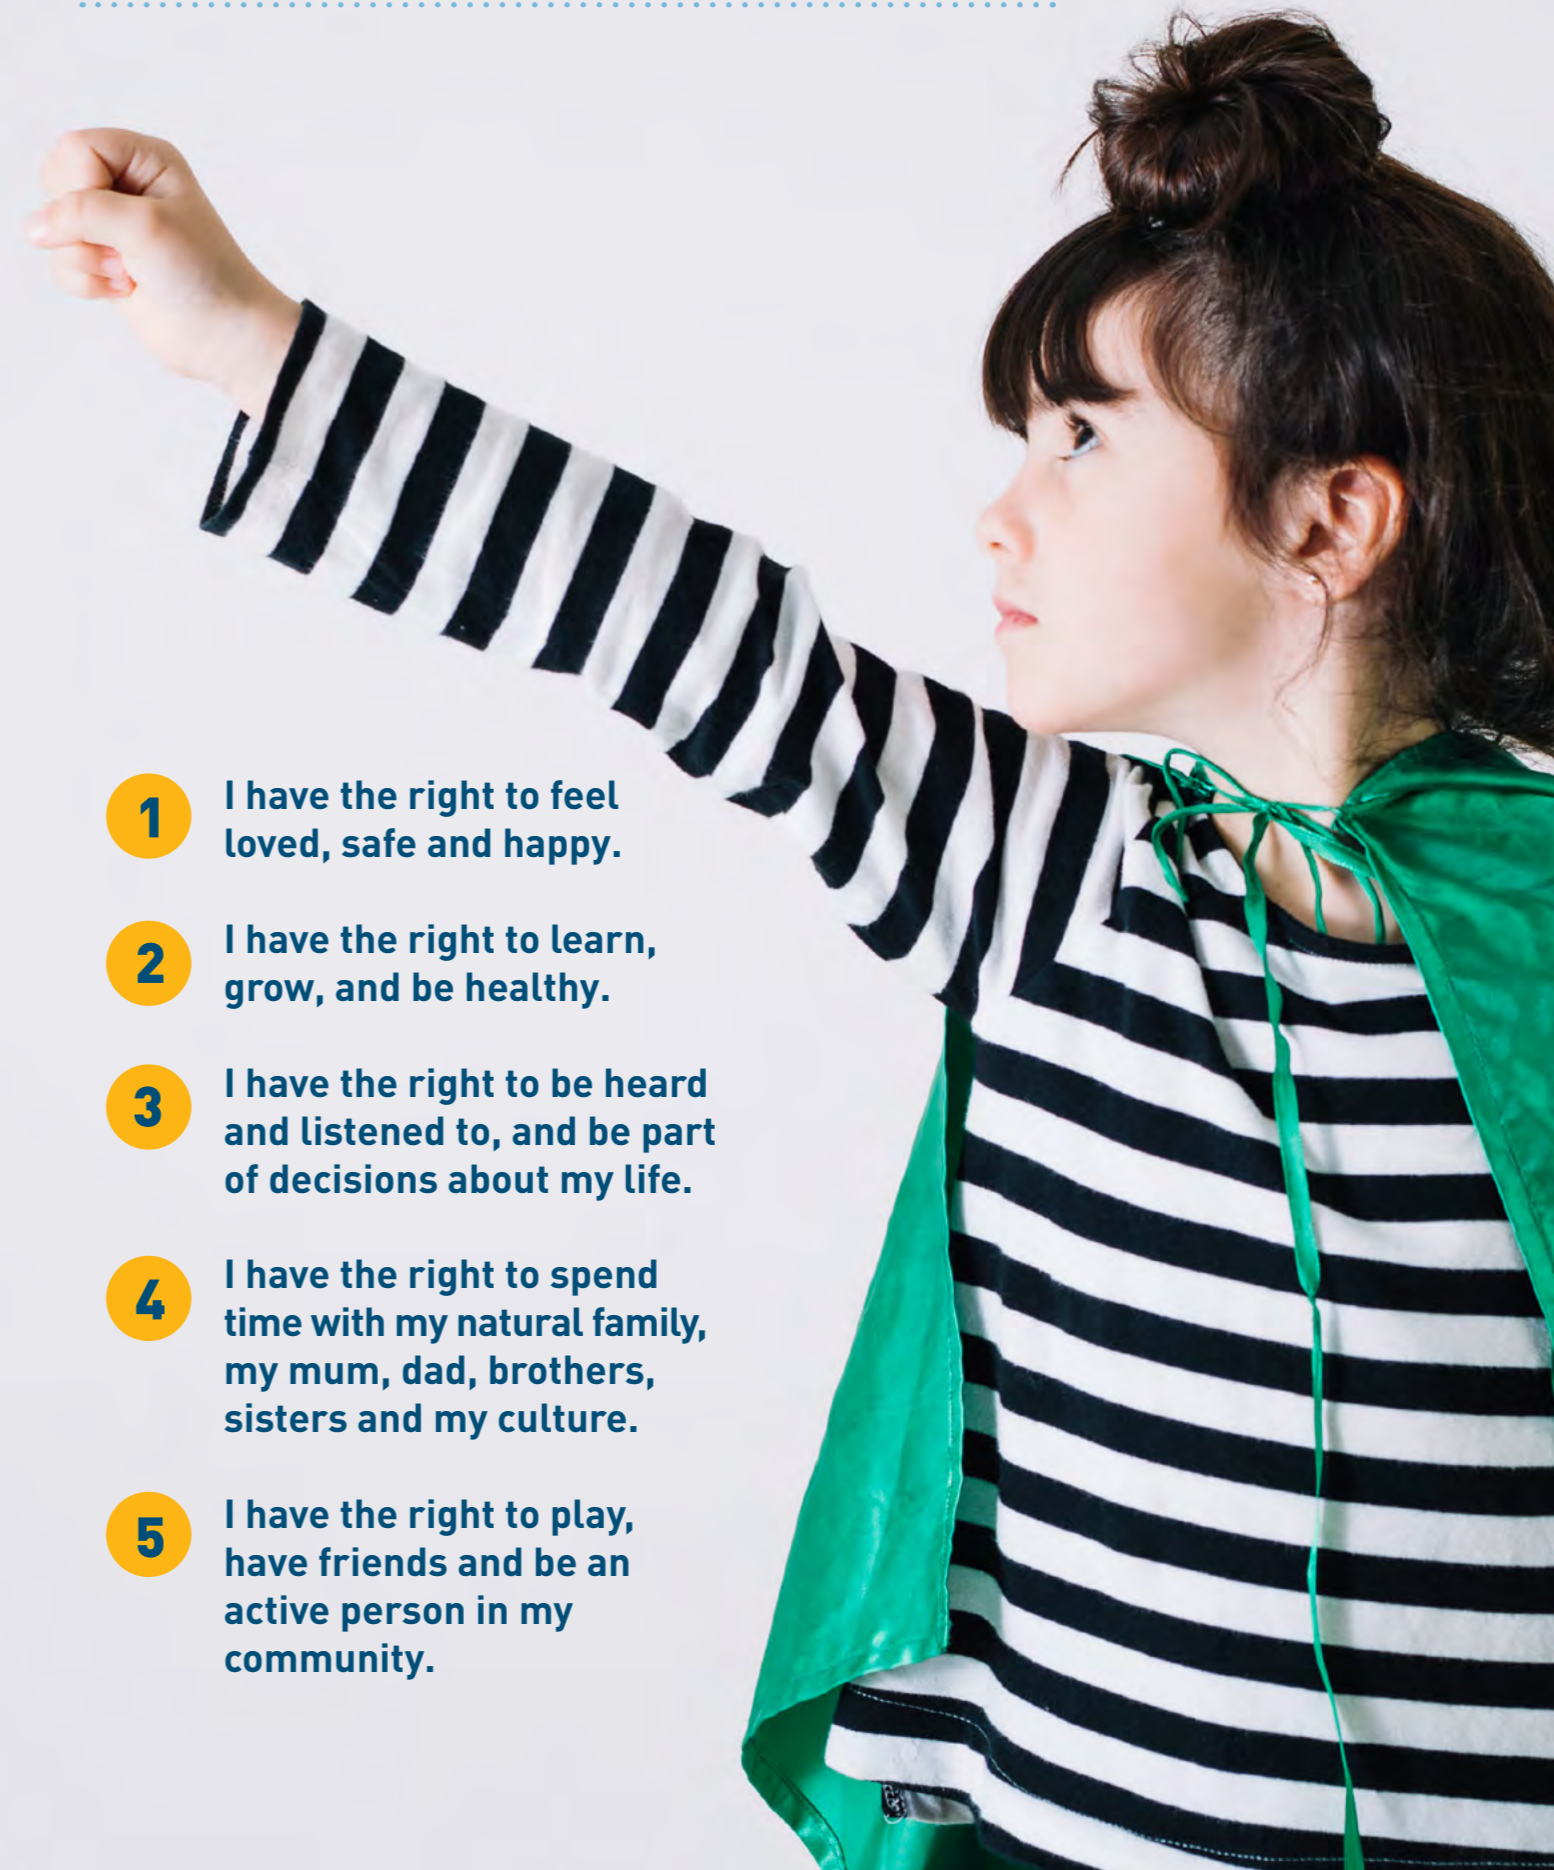 1
I have the right to feel
loved, safe and happy.
2
I have the right to learn,
grow, and be healthy.
3
I have the right to be heard
and listened to, and be part
of decisions about my life.
4
I have the right to spend
time with my natural family,
my mum, dad, brothers,
sisters and my culture.
5
I have the right to play,
have friends and be an
active person in my
community.